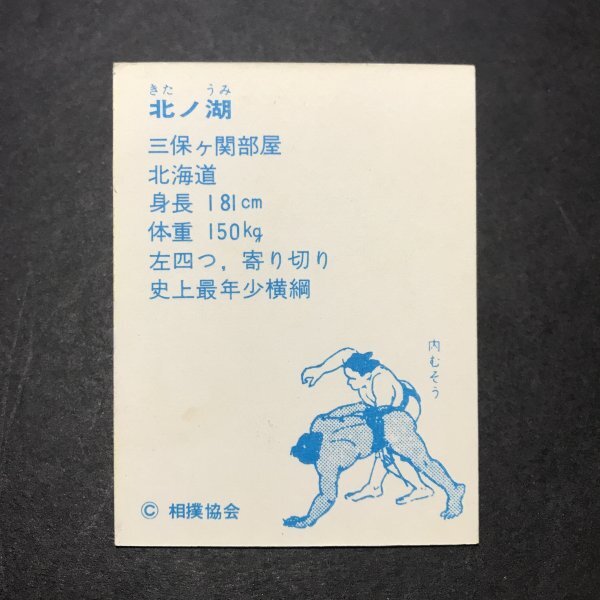 きた うみ
北ノ湖
三保ヶ関部屋
北海道
身長 181cm
体重 150kg
左四つ，寄り切り
史上最年少横綱
内むそう
© 相撲協会